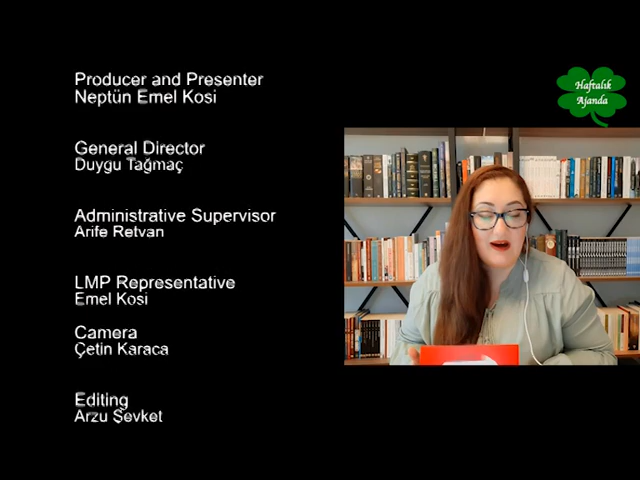 Producer and Presenter
Neptün Emel Kosi
General Director
Duygu Tağmaç
Administrative Supervisor
Arife Retvan
LMP Representative
Emel Kosi
Camera
Çetin Karaca
Editing
Arzu Şevket
Haftalık
Ajanda